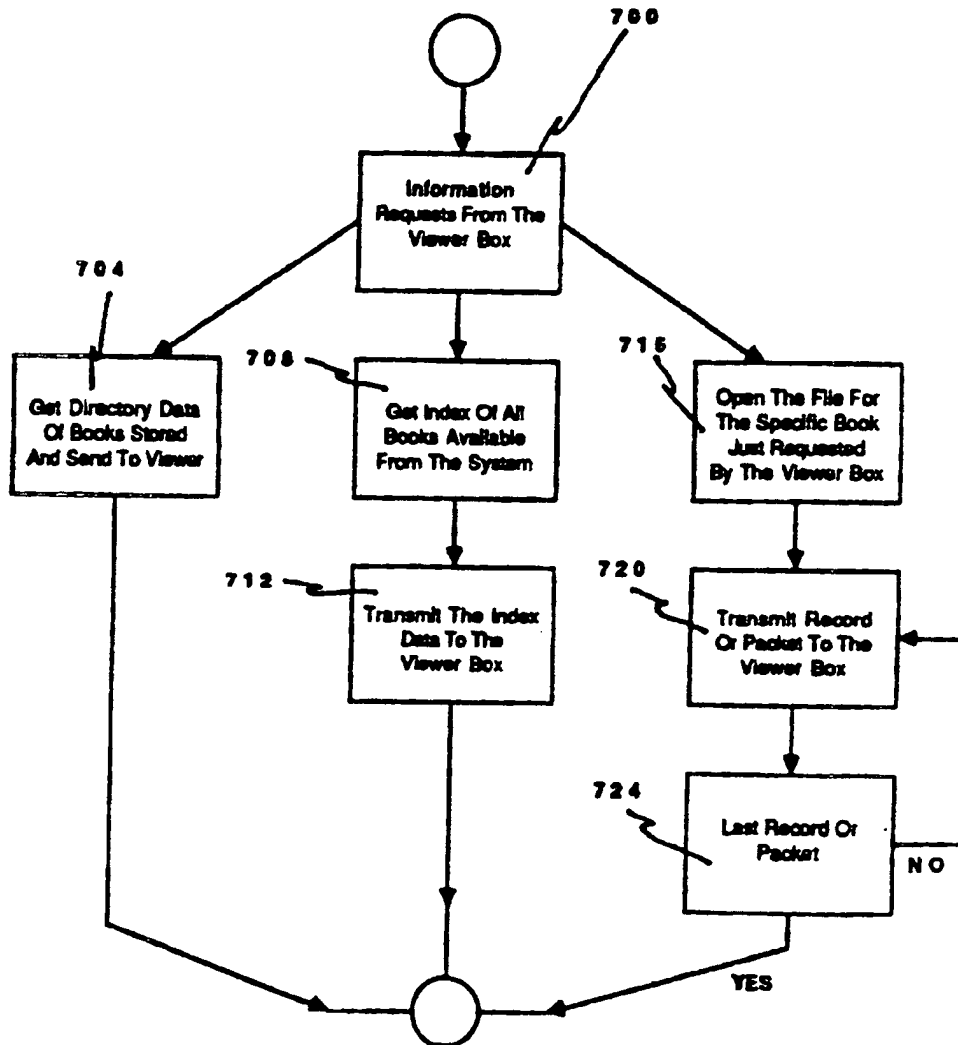 700
Information
Requests From The
Viewer Box
704
Get Directory Data
Of Books Stored
And Send To Viewer
708
Get Index Of All
Books Available
From The System
716
Open The File For
The Specific Book
Just Requested
By The Viewer Box
712
Transmit The Index
Data To The
Viewer Box
720
Transmit Record
Or Packet To The
Viewer Box
724
Last Record Or
Packet
NO
YES